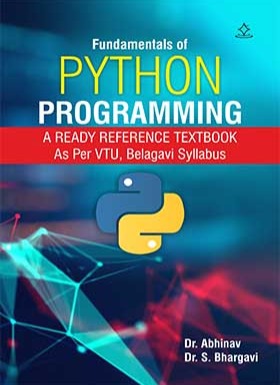 Fundamentals of
PYTHON
PROGRAMMING
A READY REFERENCE TEXTBOOK
As Per VTU, Belagavi Syllabus
Dr. Abhinav
Dr. S. Bhargavi